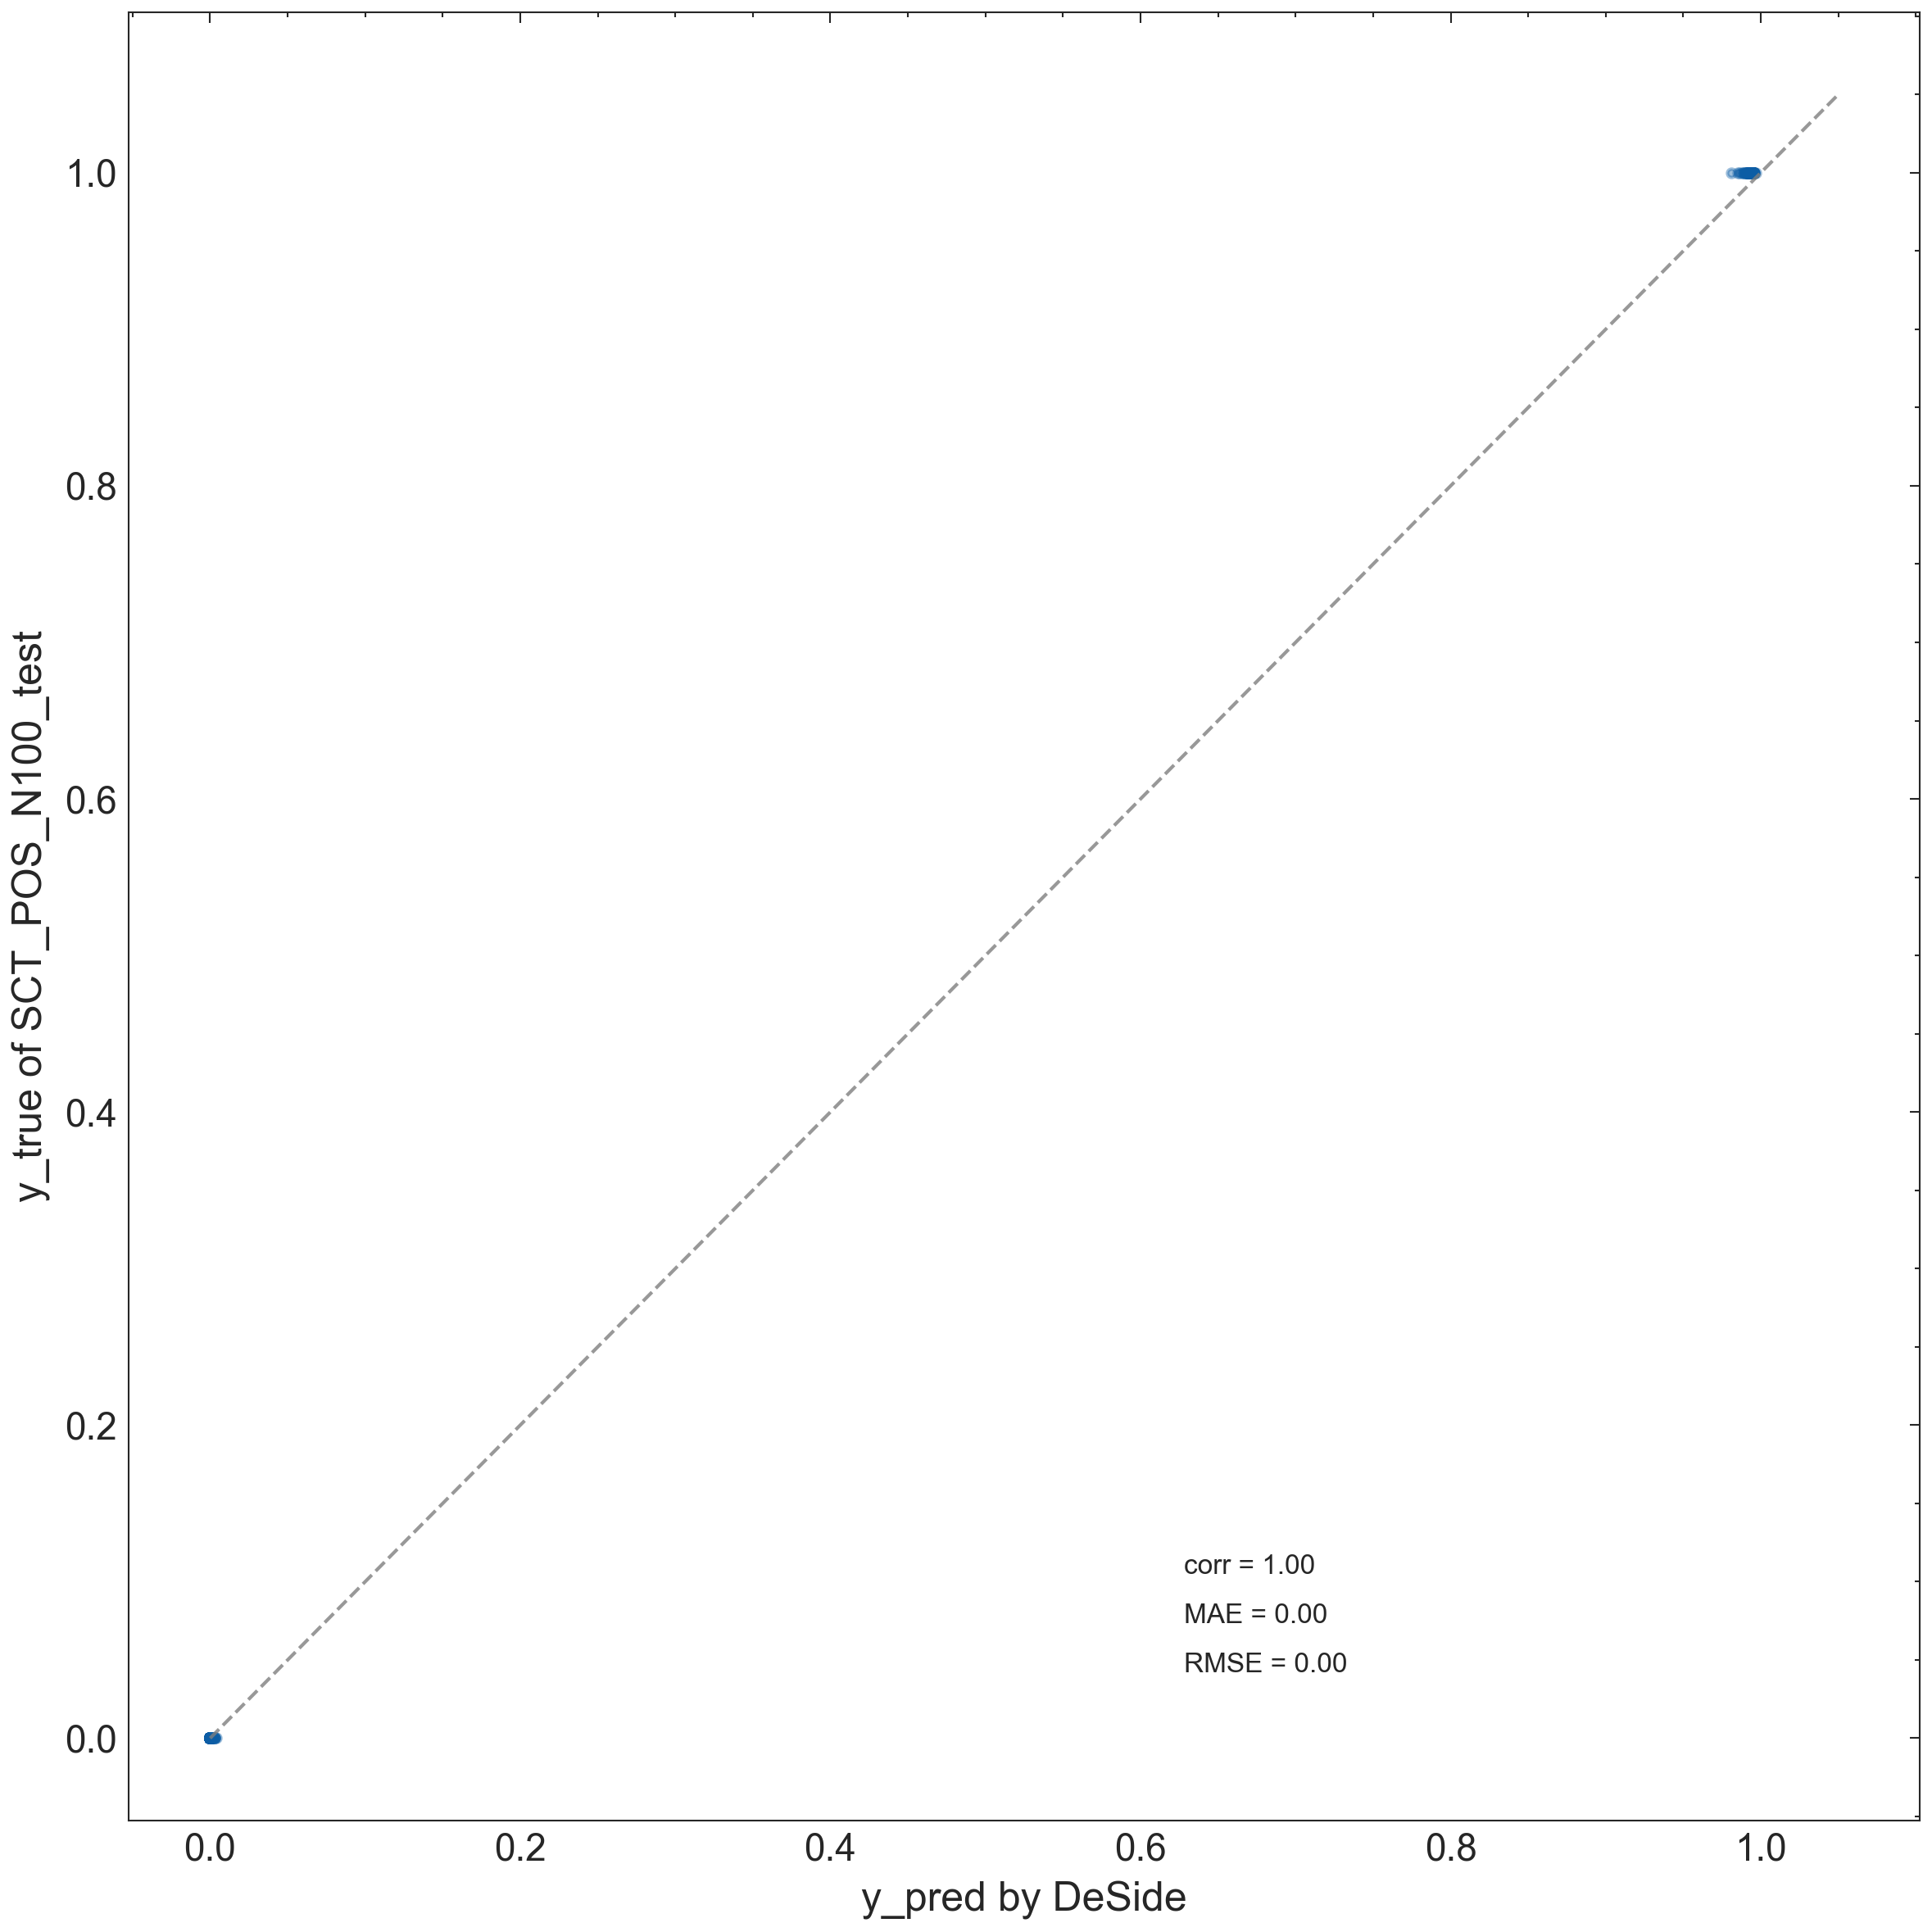 y_true of SCT_POS_N100_test
1.0
0.8
0.6
0.4
0.2
0.0
corr = 1.00
MAE = 0.00
RMSE = 0.00
0.0 0.2 0.4 0.6 0.8 1.0
y_pred by DeSide